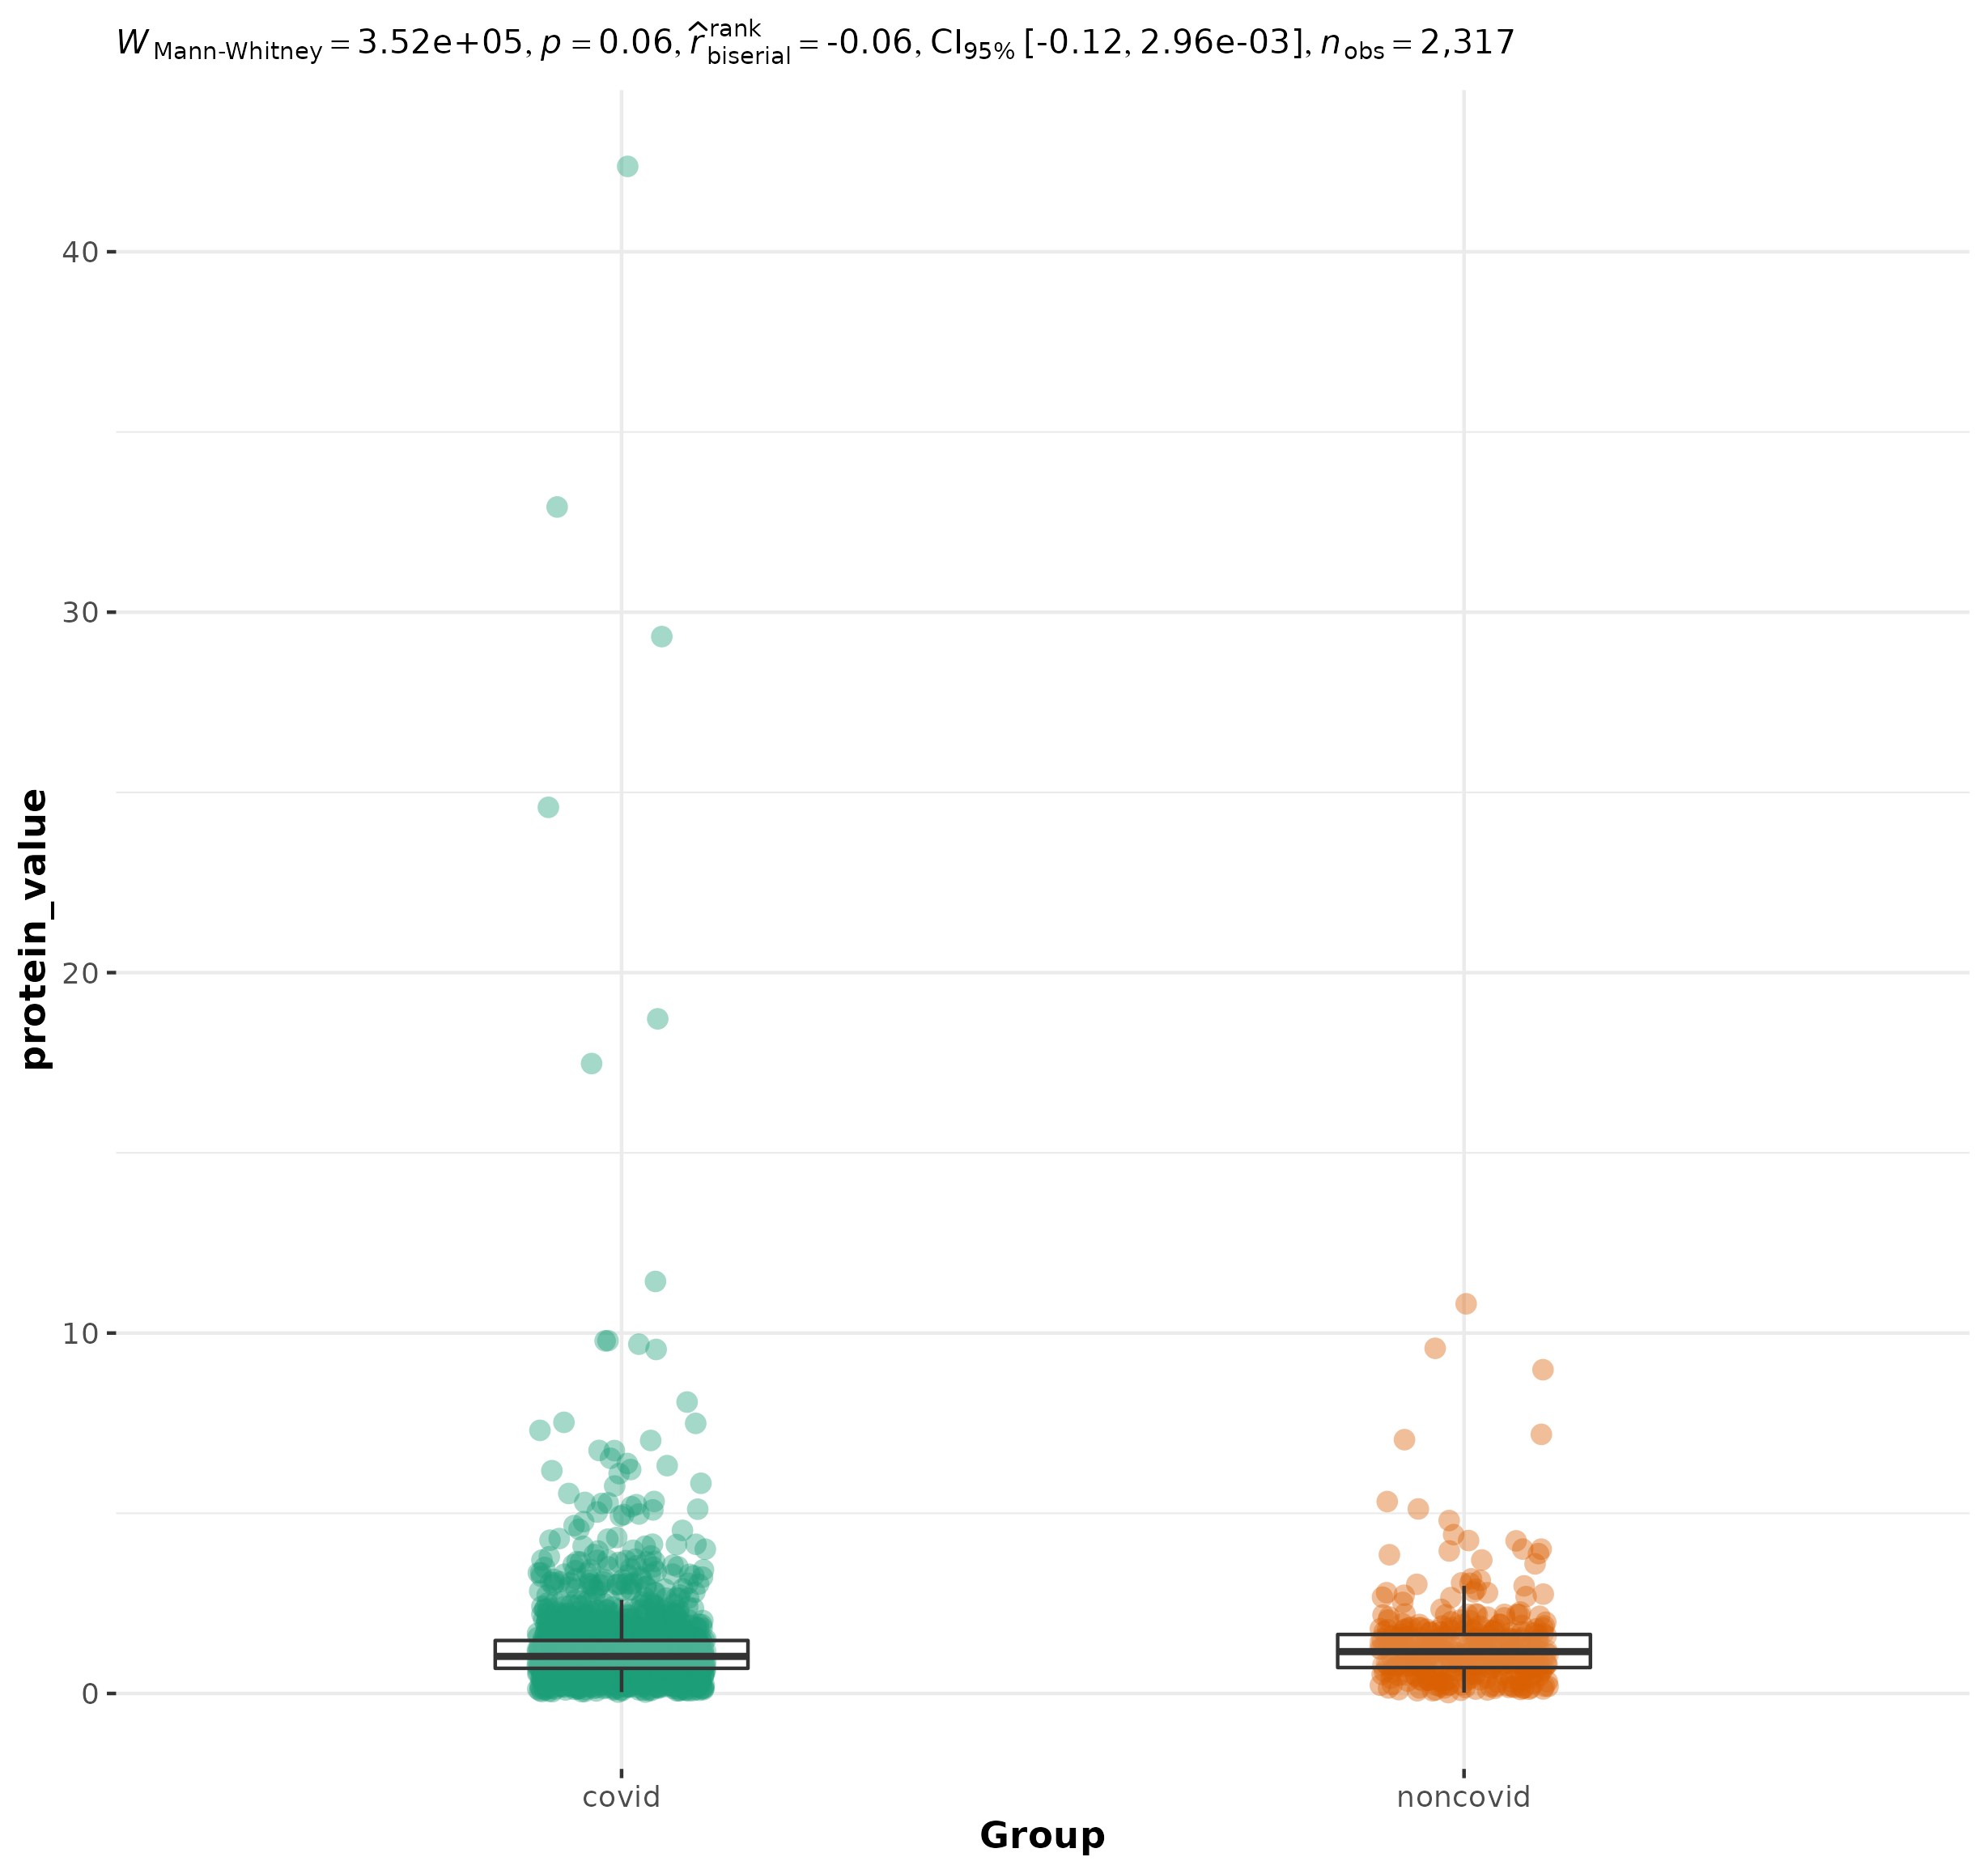 W Mann-Whitney = 3.52e+05, p = 0.06, r̂ rank biserial = -0.06, CI95% [-0.12, 2.96e-03], nobs = 2,317
40
30
20
10
0
protein_value
covid noncovid
Group